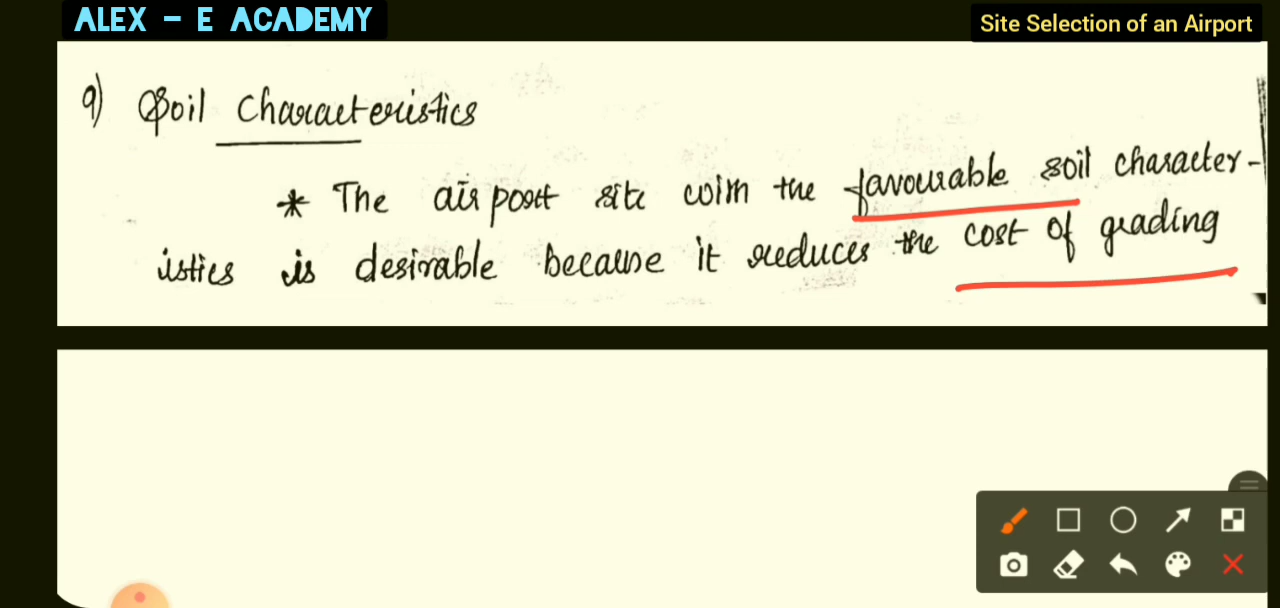 ALEX – E ACADEMY
Site Selection of an Airport
9) Soil characteristics
* The airport site with the favourable soil character-
istics is desirable because it reduces the cost of grading